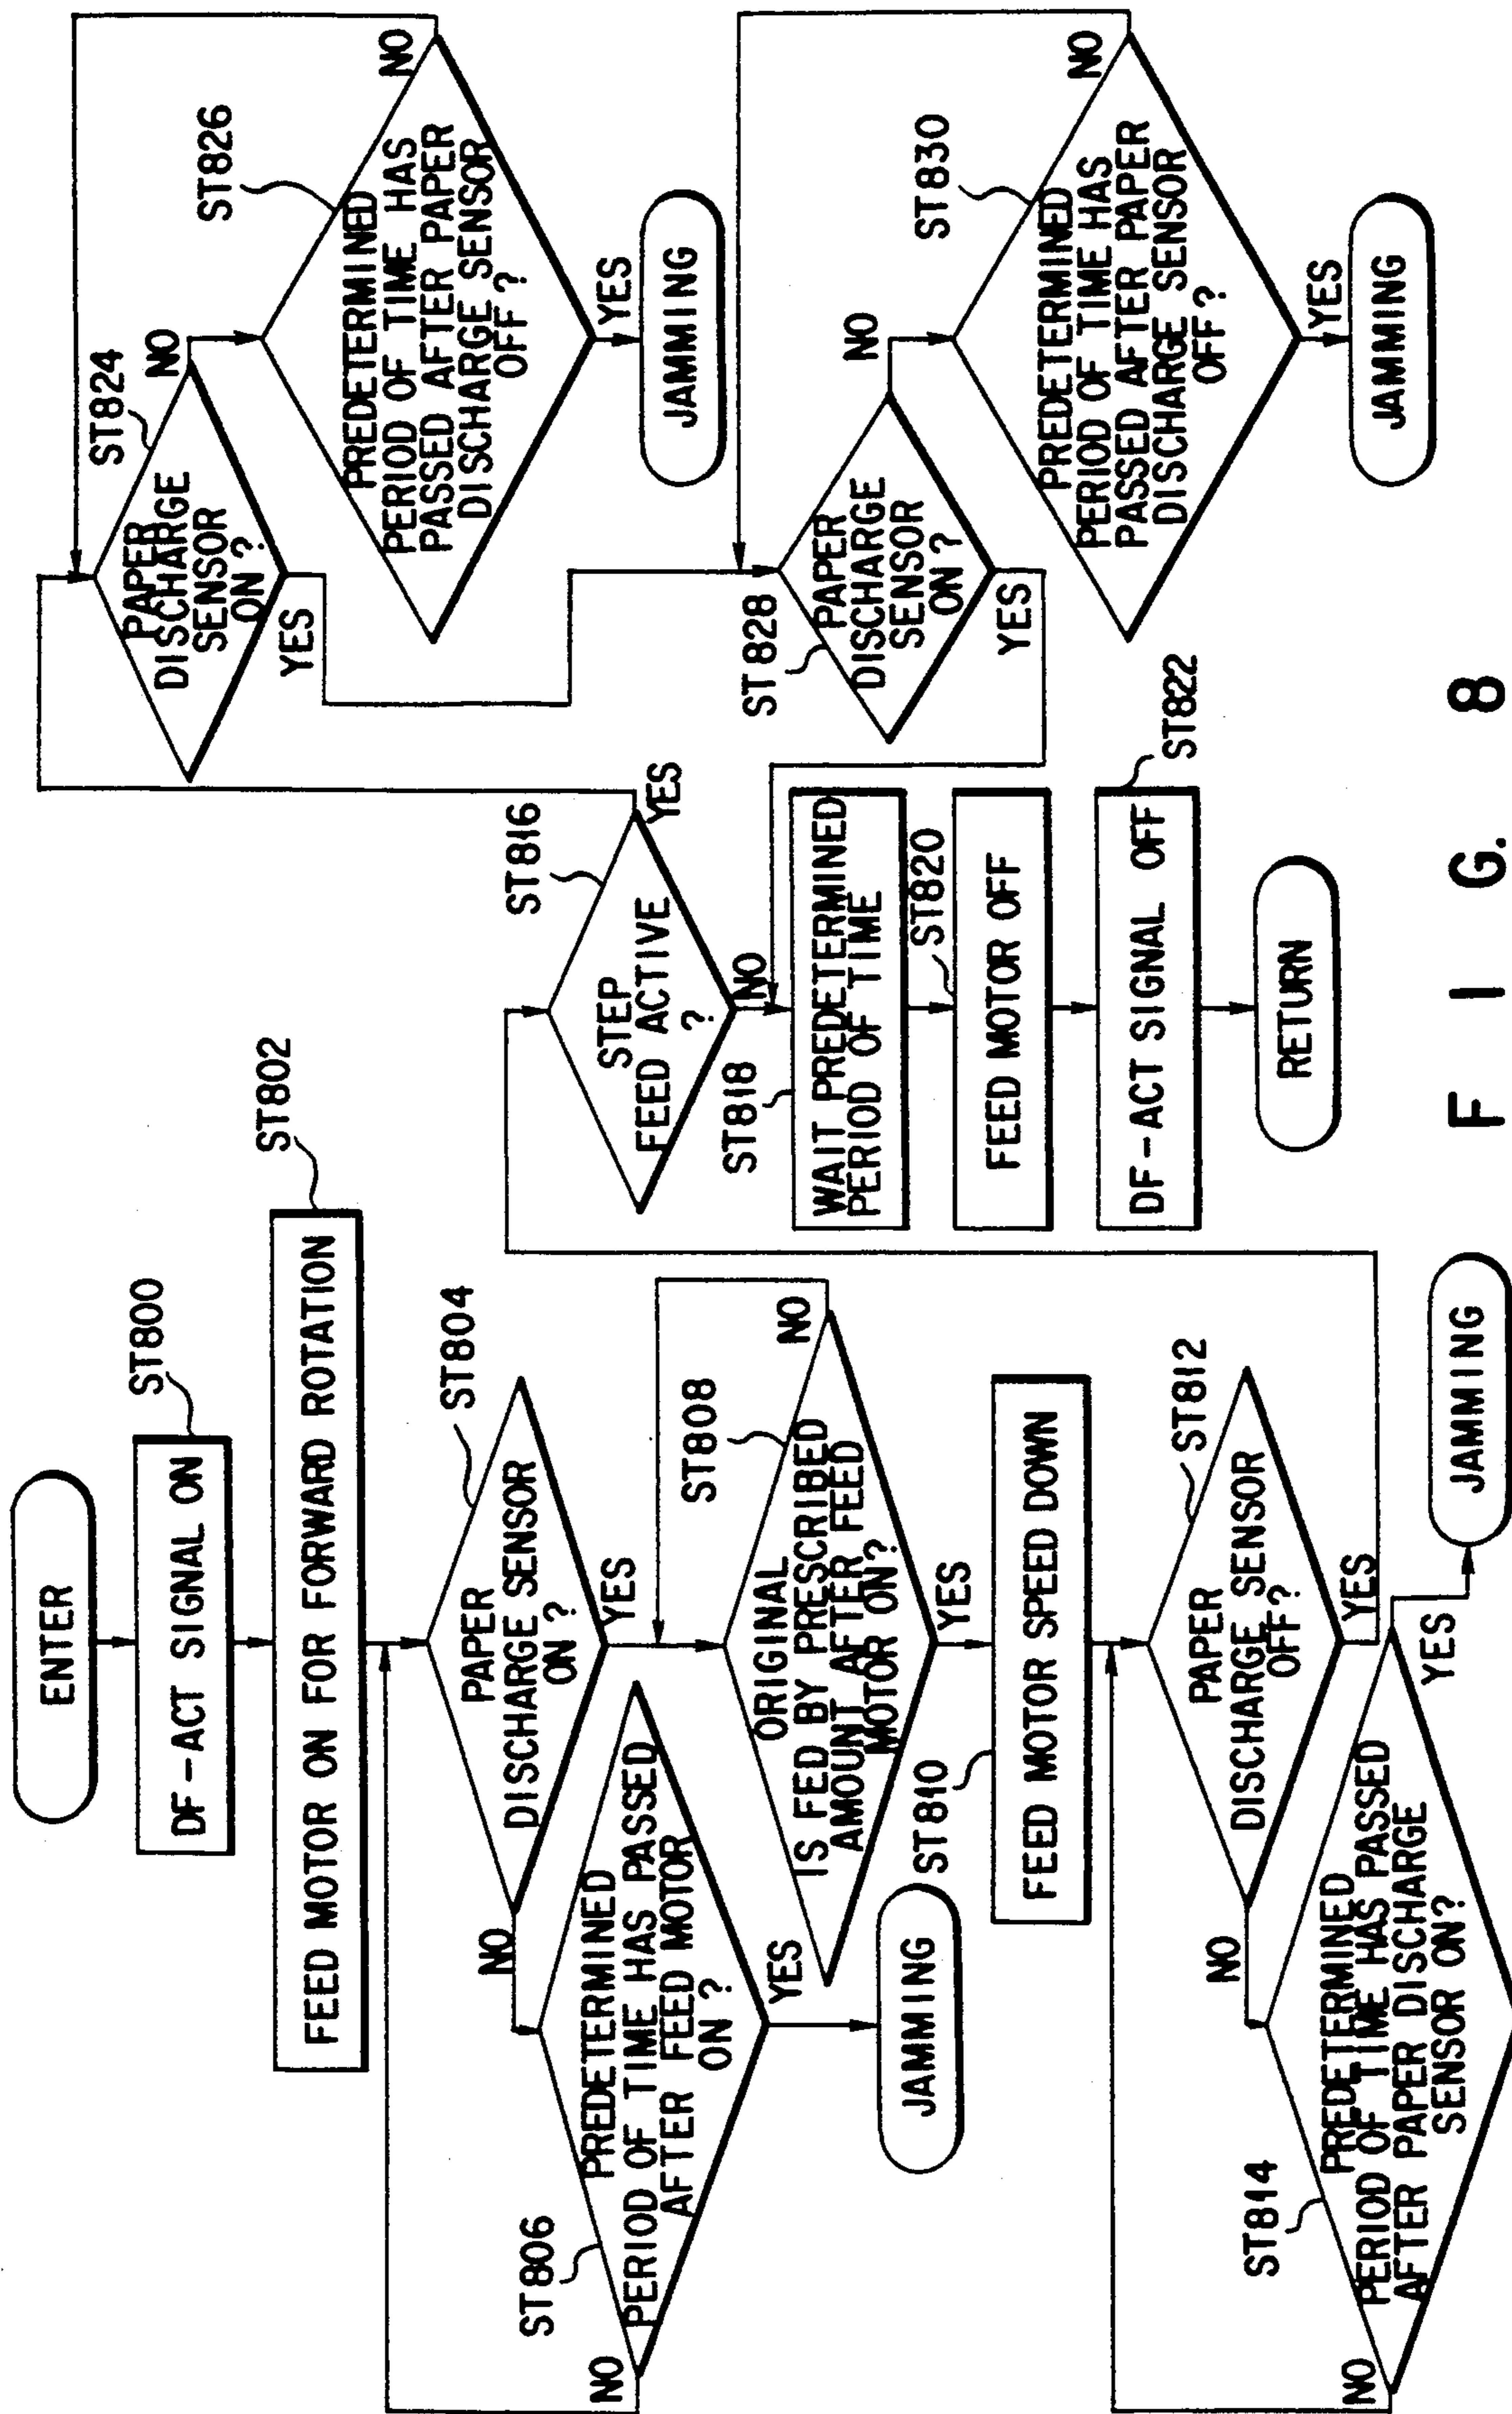 ENTER
ST800
DF-ACT SIGNAL ON
ST802
FEED MOTOR ON FOR FORWARD ROTATION
ST804
PAPER
DISCHARGE SENSOR
ON?
NO
YES
ST806
PREDETERMINED
PERIOD OF TIME HAS PASSED
AFTER FEED MOTOR
ON?
NO
YES
JAMMING
ST808
ORIGINAL
IS FED BY PRESCRIBED
AMOUNT AFTER FEED
MOTOR ON?
NO
YES
ST810
FEED MOTOR SPEED DOWN
ST812
PAPER
DISCHARGE SENSOR
OFF?
NO
YES
ST814
PREDETERMINED
PERIOD OF TIME HAS PASSED
AFTER PAPER DISCHARGE
SENSOR ON?
NO
YES
JAMMING
ST816
STEP
FEED ACTIVE
?
YES
NO
ST818
WAIT PREDETERMINED
PERIOD OF TIME
ST820
FEED MOTOR OFF
ST822
DF-ACT SIGNAL OFF
RETURN
ST824
PAPER
DISCHARGE
SENSOR
ON?
NO
YES
ST826
PREDETERMINED
PERIOD OF TIME HAS
PASSED AFTER PAPER
DISCHARGE SENSOR
OFF?
NO
YES
JAMMING
ST828
PAPER
DISCHARGE
SENSOR
ON?
NO
YES
ST830
PREDETERMINED
PERIOD OF TIME HAS
PASSED AFTER PAPER
DISCHARGE SENSOR
OFF?
NO
YES
JAMMING
FIG. 8